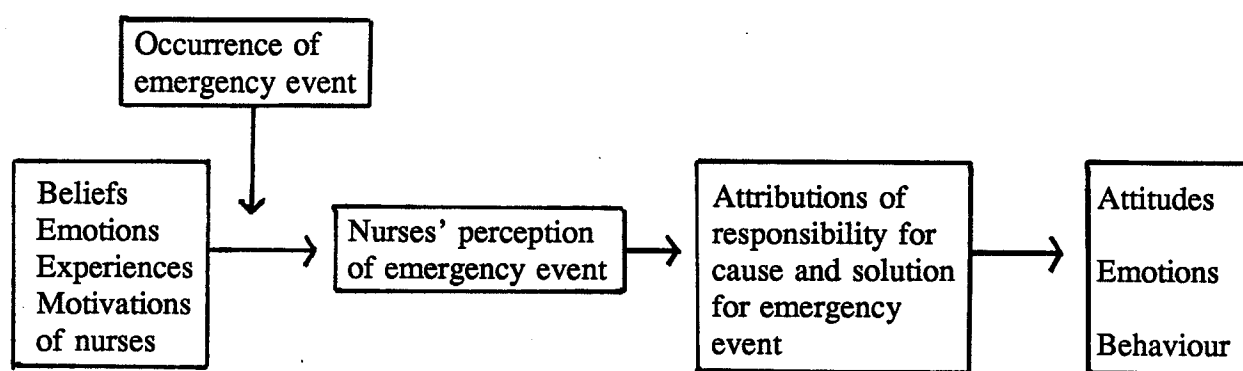 Occurrence of
emergency event
Beliefs
Emotions
Experiences
Motivations
of nurses
Nurses' perception
of emergency event
Attributions of
responsibility for
cause and solution
for emergency
event
Attitudes
Emotions
Behaviour